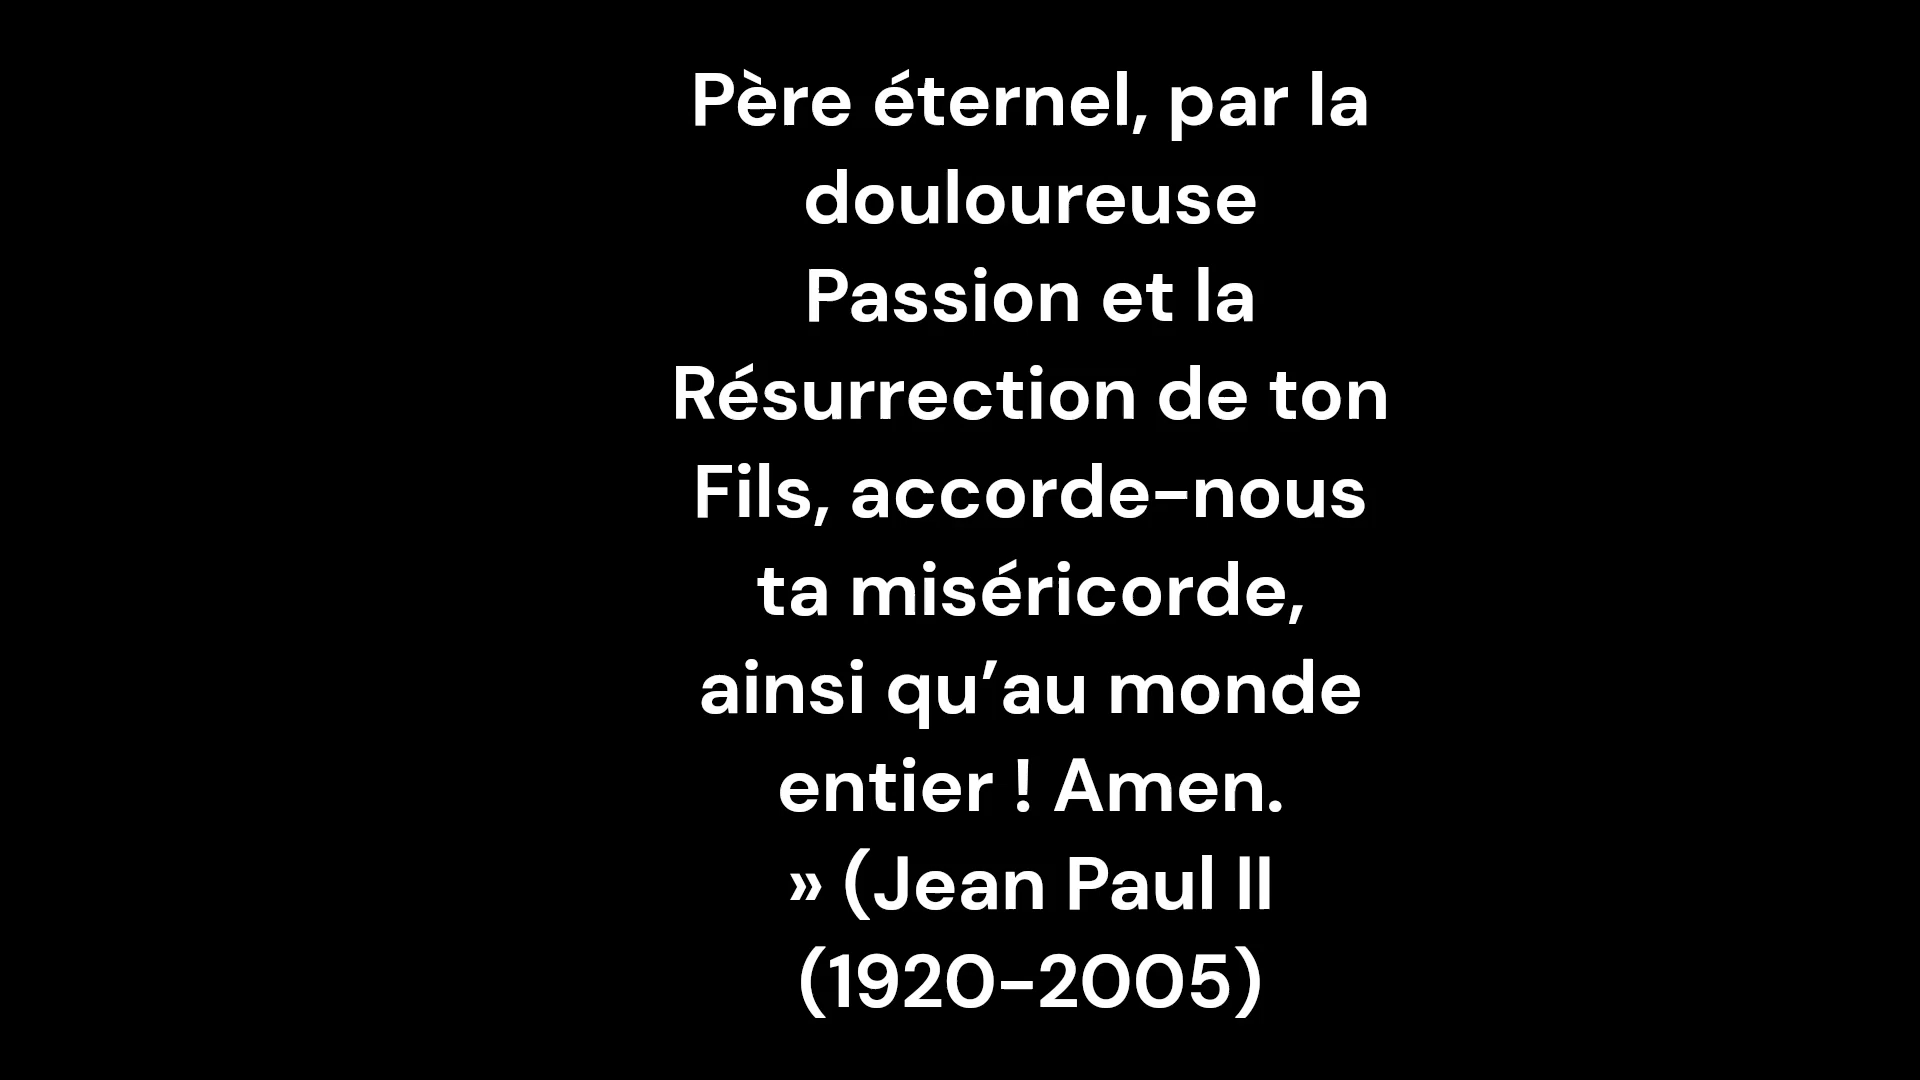 Père éternel, par la
douloureuse
Passion et la
Résurrection de ton
Fils, accorde-nous
ta miséricorde,
ainsi qu’au monde
entier ! Amen.
» (Jean Paul II
(1920-2005)